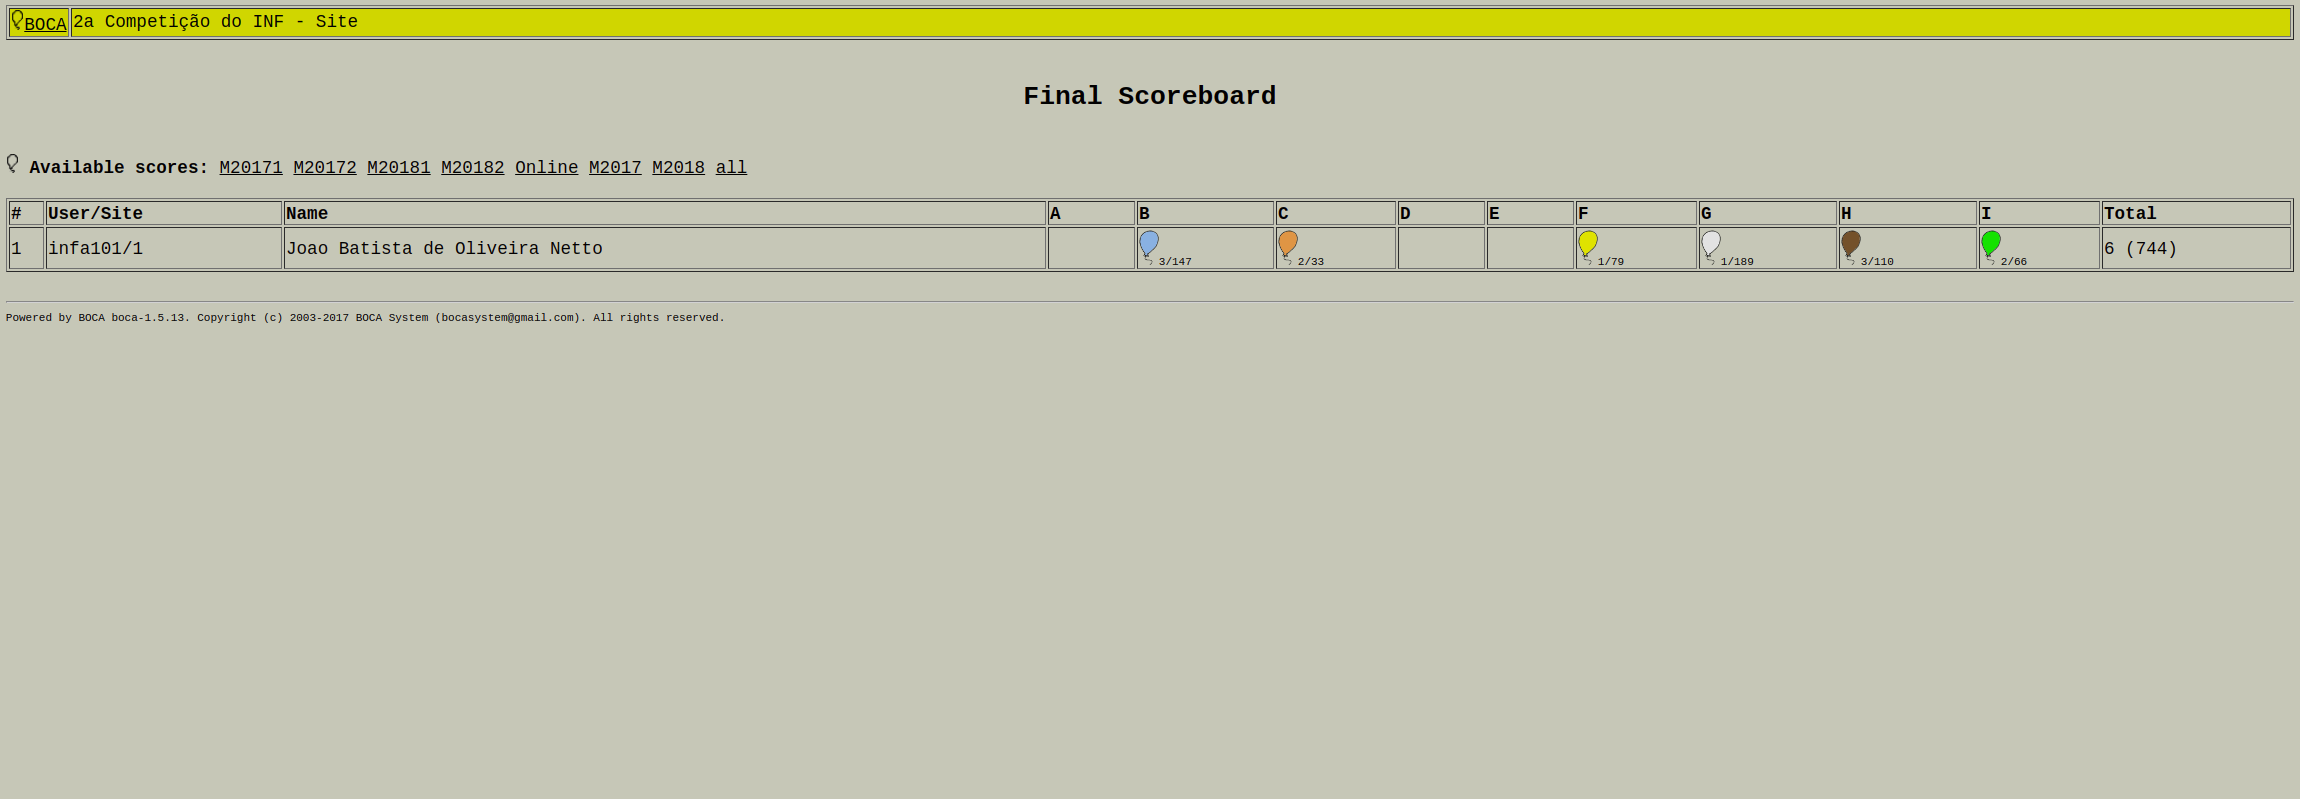 BOCA 2a Competição do INF - Site
Final Scoreboard
Available scores: M20171 M20172 M20181 M20182 Online M2017 M2018 all
# User/Site Name A B C D E F G H I Total
1 infa101/1 Joao Batista de Oliveira Netto 3/147 2/33 1/79 1/189 3/110 2/66 6 (744)
Powered by BOCA boca-1.5.13. Copyright (c) 2003-2017 BOCA System (bocasystem@gmail.com). All rights reserved.